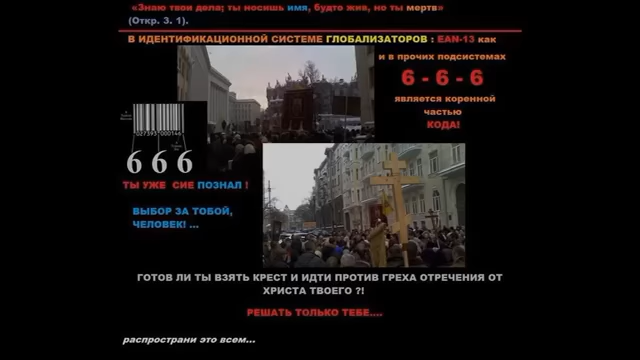 «Знаю твои дела; ты носишь имя, будто жив, но ты мертв»
(Откр. 3. 1).
В ИДЕНТИФИКАЦИОННОЙ СИСТЕМЕ ГЛОБАЛИЗАТОРОВ : EAN-13 как
и в прочих подсистемах
6 - 6 - 6
является коренной
частью
КОДА!
027393 000146
6 6 6
ТЫ УЖЕ СИЕ ПОЗНАЛ !
ВЫБОР ЗА ТОБОЙ,
ЧЕЛОВЕК! ...
ГОТОВ ЛИ ТЫ ВЗЯТЬ КРЕСТ И ИДТИ ПРОТИВ ГРЕХА ОТРЕЧЕНИЯ ОТ
ХРИСТА ТВОЕГО ?!
РЕШАТЬ ТОЛЬКО ТЕБЕ....
распространи это всем...